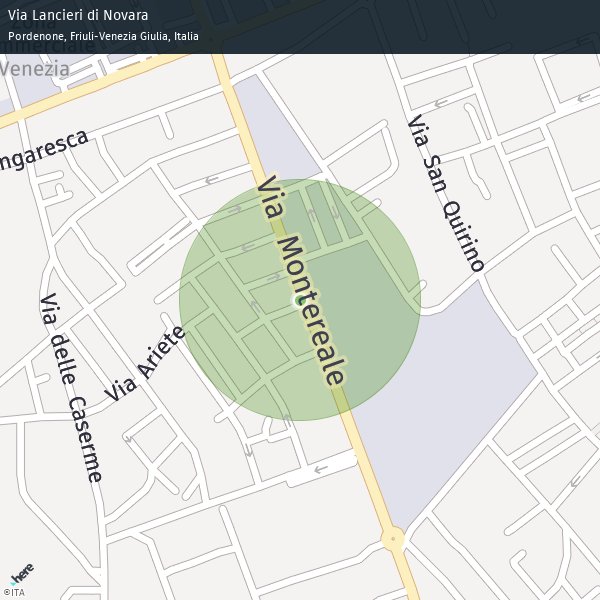 Via Lancieri di Novara
Pordenone, Friuli-Venezia Giulia, Italia
Venezia
ngaresca
Via San Quirino
Via Montereale
Via Ariete
Via delle Caserme
here
©ITA